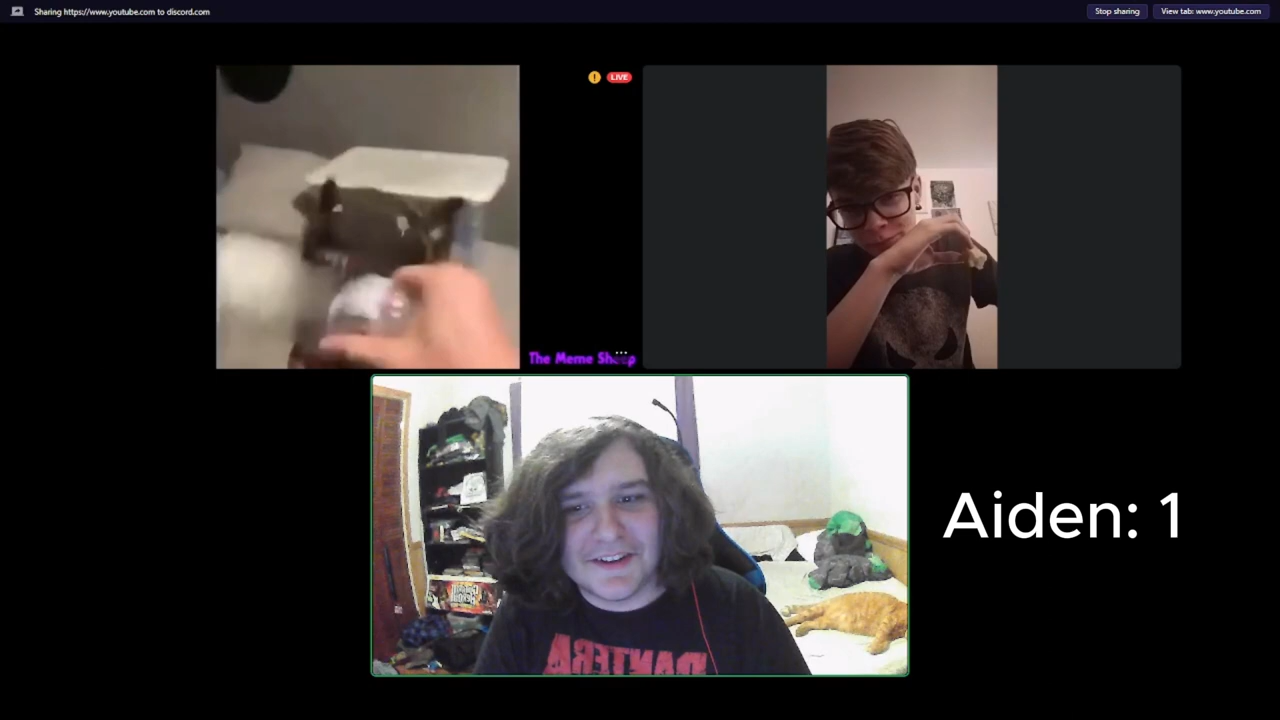 Sharing https://www.youtube.com to discord.com
Stop sharing
View tab: www.youtube.com
LIVE
The Meme Sheep
Aiden: 1
PANTERA